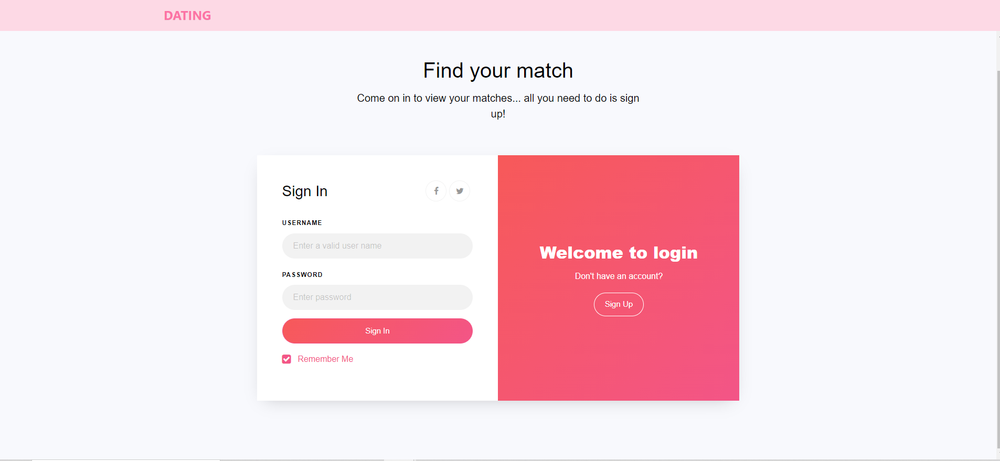 DATING
Find your match
Come on in to view your matches... all you need to do is sign
up!
Sign In
USERNAME
Enter a valid user name
PASSWORD
Enter password
Sign In
Remember Me
Welcome to login
Don't have an account?
Sign Up